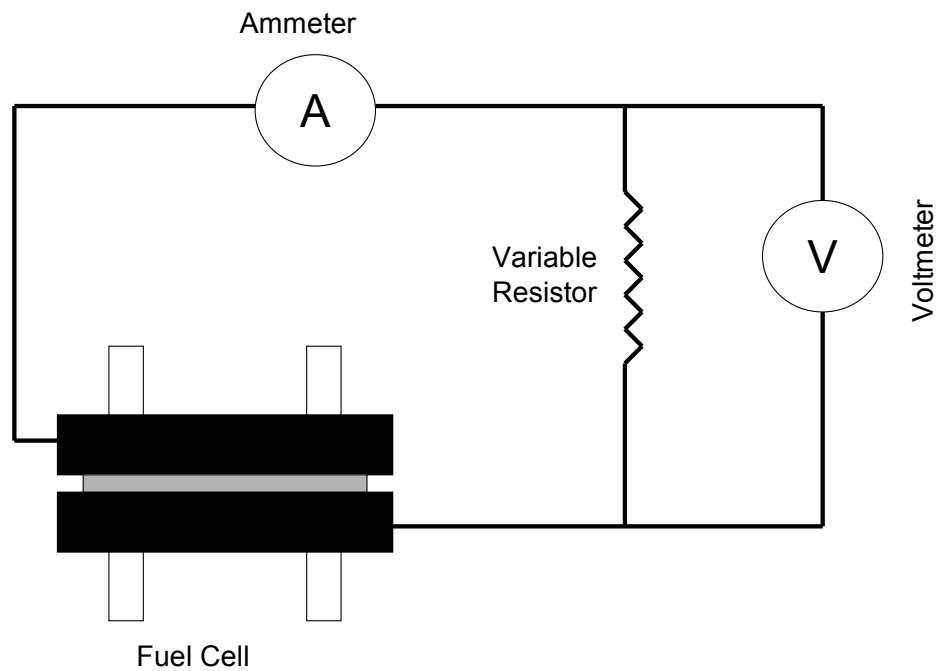 Ammeter
A
Variable
Resistor
V
Voltmeter
Fuel Cell